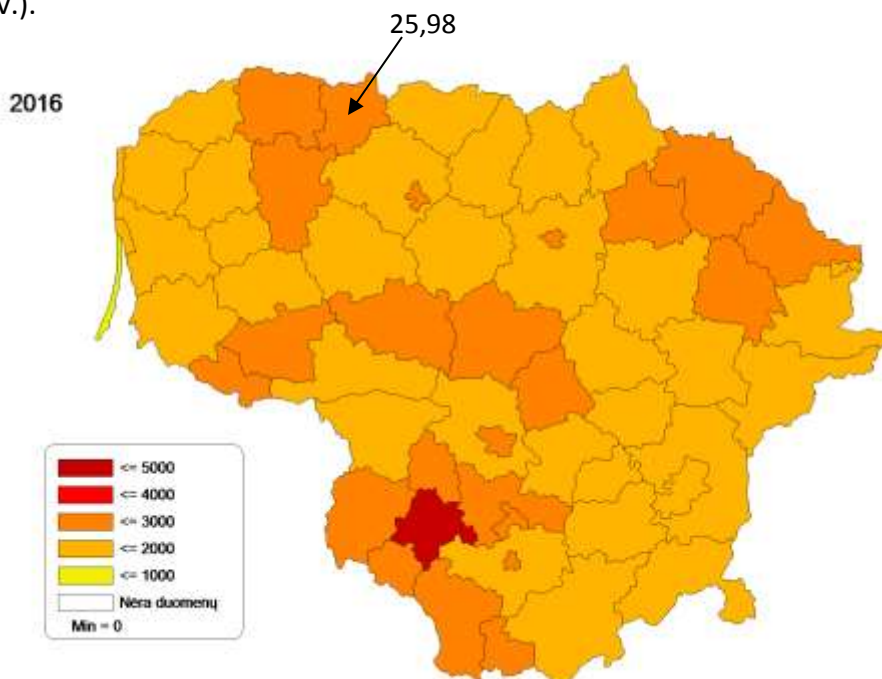 v.).
25,98
2016
<= 5000
<= 4000
<= 3000
<= 2000
<= 1000
Nėra duomenų
Min = 0